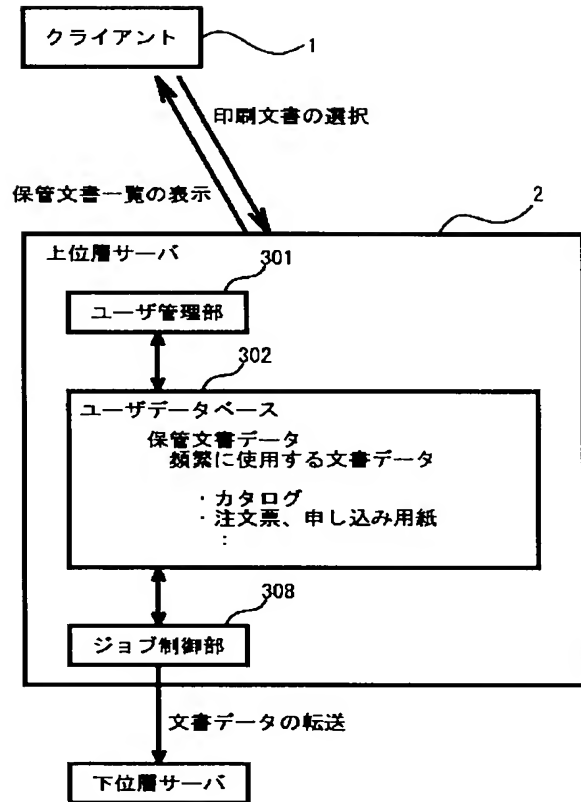 クライアント
1
印刷文書の選択
保管文書一覧の表示
2
上位層サーバ
301
ユーザ管理部
302
ユーザデータベース
保管文書データ
頻繁に使用する文書データ
・カタログ
・注文票、申し込み用紙
:
308
ジョブ制御部
文書データの転送
下位層サーバ